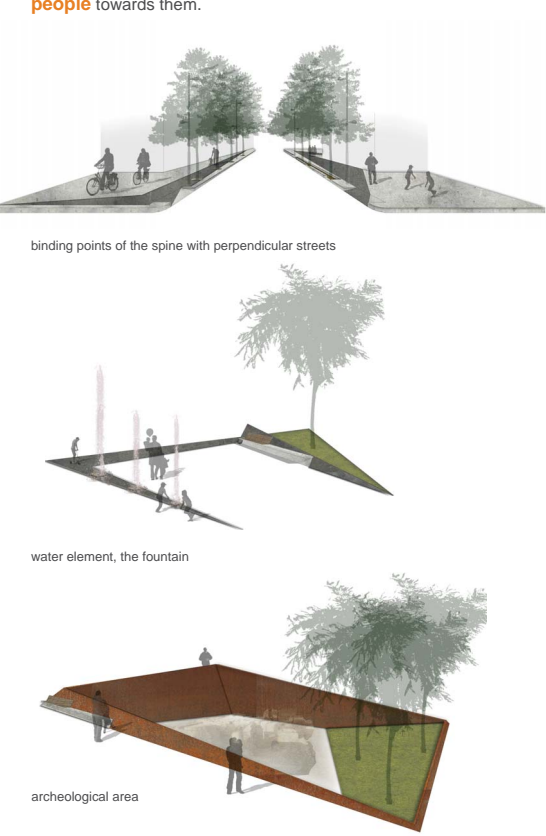 people towards them.
binding points of the spine with perpendicular streets
water element, the fountain
archeological area